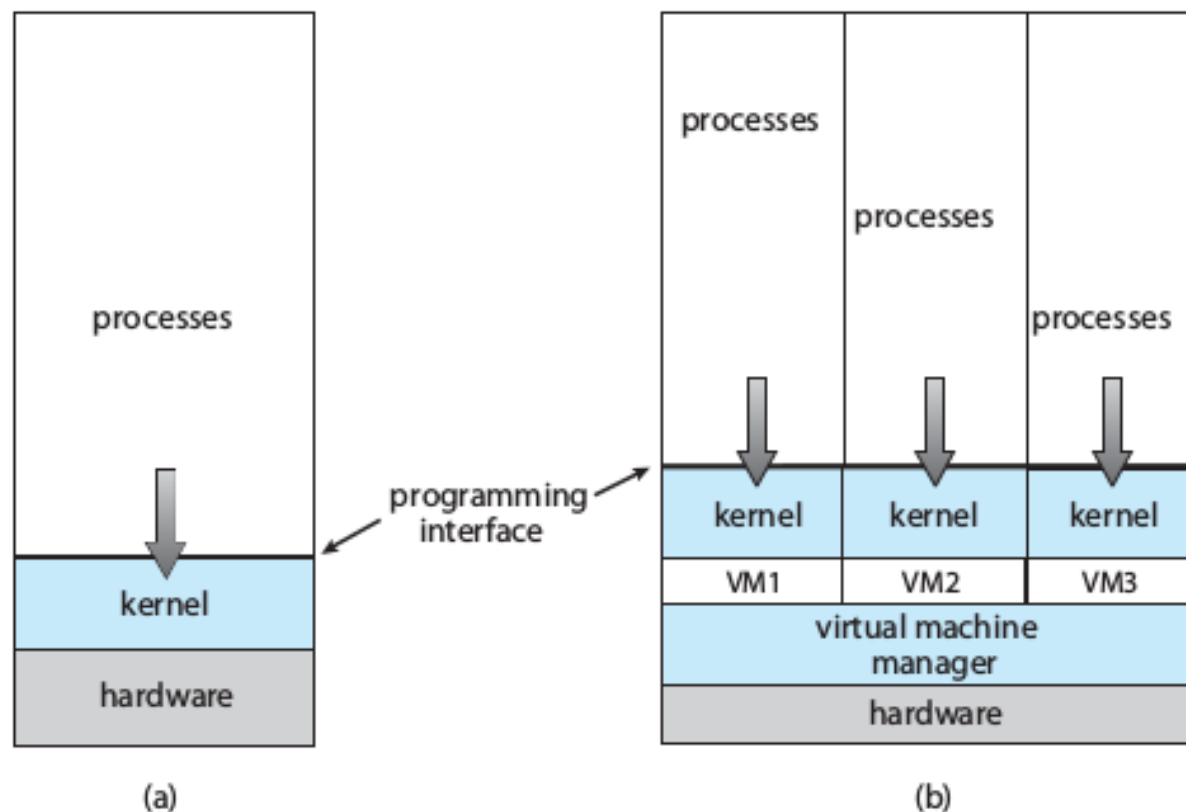 processes
kernel
hardware
(a)
programming
interface
processes
processes
processes
kernel
kernel
kernel
VM1
VM2
VM3
virtual machine
manager
hardware
(b)